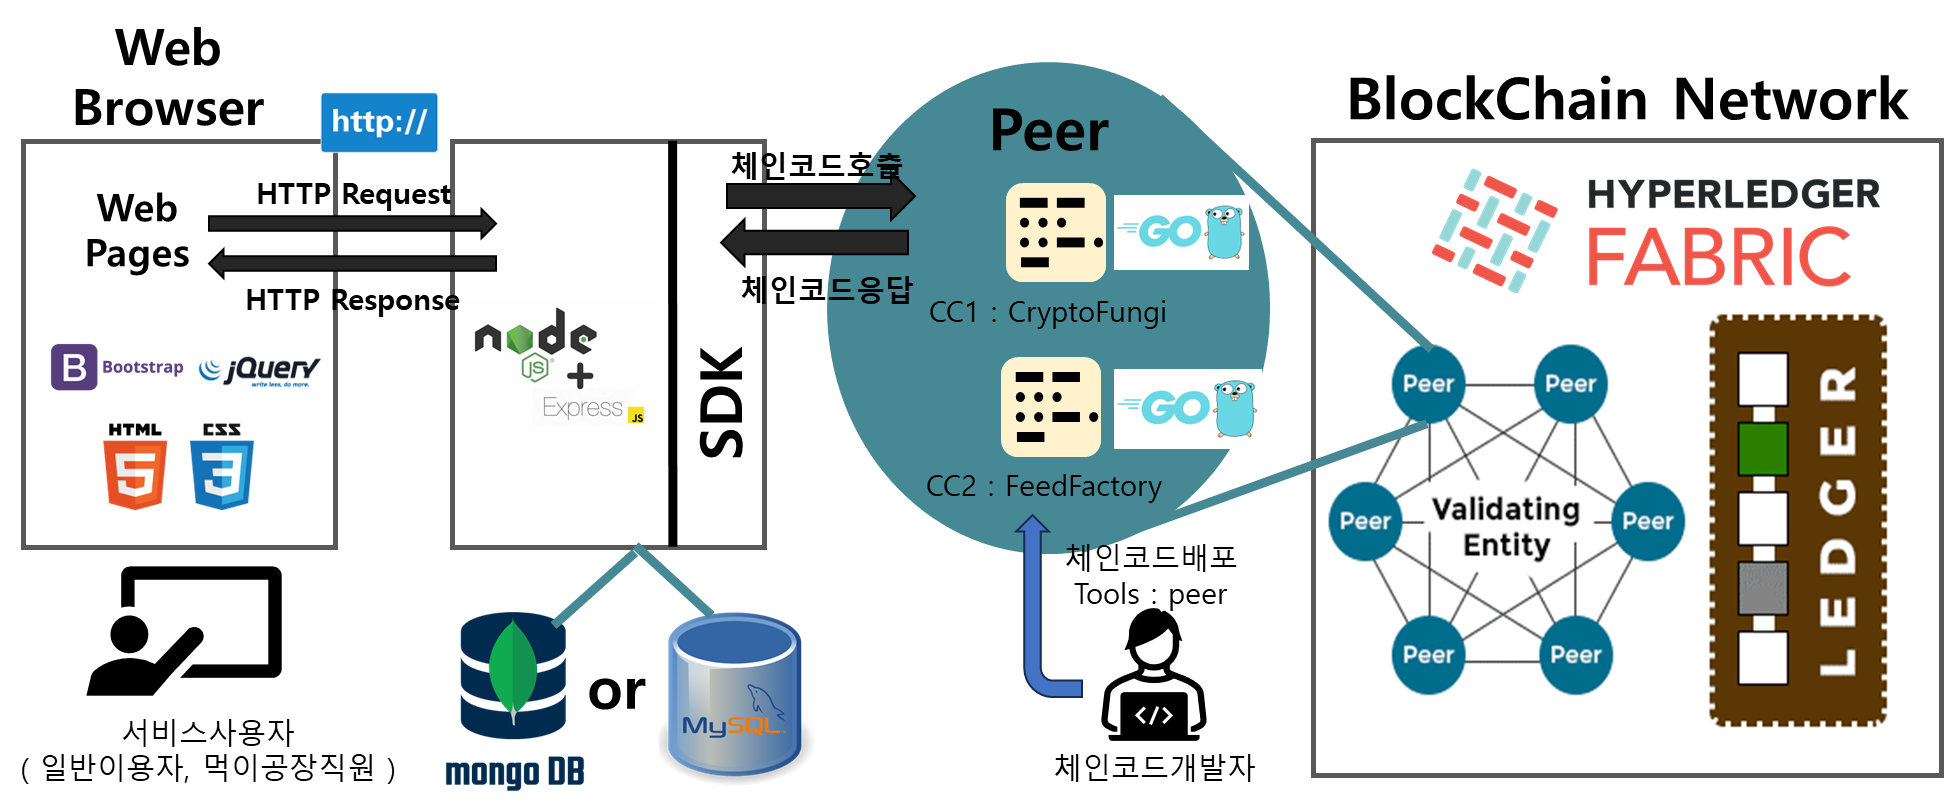 Web
Browser
http://
Web
Pages
HTTP Request
HTTP Response
B Bootstrap
jQuery
write less, do more.
HTML
5
CSS
3
node
JS
+
Express
JS
SDK
체인코드호출
체인코드응답
Peer
GO
CC1 : CryptoFungi
GO
CC2 : FeedFactory
체인코드배포
Tools : peer
</>
체인코드개발자
서비스사용자
( 일반이용자, 먹이공장직원 )
mongo DB
or
MySQL
BlockChain Network
HYPERLEDGER
FABRIC
Peer
Peer
Peer
Validating
Entity
Peer
Peer
Peer
LEDGER